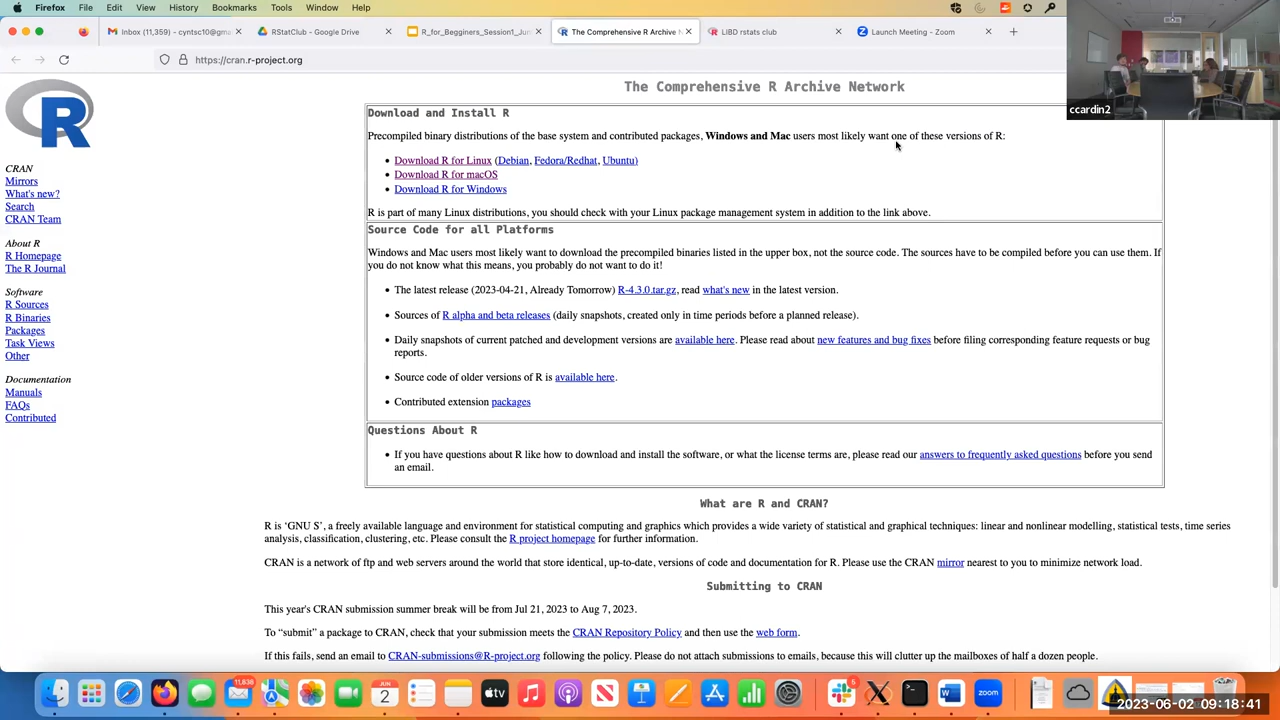 Firefox File Edit View History Bookmarks Tools Window Help
Inbox (11,359) - cyntsc10@gm
RStatClub - Google Drive
R_for_Begginers_Session1_Jun
The Comprehensive R Archive N
LIBD rstats club
Launch Meeting - Zoom
https://cran.r-project.org
ccardin2
The Comprehensive R Archive Network
CRAN
Mirrors
What's new?
Search
CRAN Team
About R
R Homepage
The R Journal
Software
R Sources
R Binaries
Packages
Task Views
Other
Documentation
Manuals
FAQs
Contributed
Download and Install R
Precompiled binary distributions of the base system and contributed packages, Windows and Mac users most likely want one of these versions of R:
Download R for Linux (Debian, Fedora/Redhat, Ubuntu)
Download R for macOS
Download R for Windows
R is part of many Linux distributions, you should check with your Linux package management system in addition to the link above.
Source Code for all Platforms
Windows and Mac users most likely want to download the precompiled binaries listed in the upper box, not the source code. The sources have to be compiled before you can use them. If
you do not know what this means, you probably do not want to do it!
The latest release (2023-04-21, Already Tomorrow) R-4.3.0.tar.gz, read what's new in the latest version.
Sources of R alpha and beta releases (daily snapshots, created only in time periods before a planned release).
Daily snapshots of current patched and development versions are available here. Please read about new features and bug fixes before filing corresponding feature requests or bug
reports.
Source code of older versions of R is available here.
Contributed extension packages
Questions About R
If you have questions about R like how to download and install the software, or what the license terms are, please read our answers to frequently asked questions before you send
an email.
What are R and CRAN?
R is ‘GNU S’, a freely available language and environment for statistical computing and graphics which provides a wide variety of statistical and graphical techniques: linear and nonlinear modelling, statistical tests, time series
analysis, classification, clustering, etc. Please consult the R project homepage for further information.
CRAN is a network of ftp and web servers around the world that store identical, up-to-date, versions of code and documentation for R. Please use the CRAN mirror nearest to you to minimize network load.
Submitting to CRAN
This year's CRAN submission summer break will be from Jul 21, 2023 to Aug 7, 2023.
To “submit” a package to CRAN, check that your submission meets the CRAN Repository Policy and then use the web form.
If this fails, send an email to CRAN-submissions@R-project.org following the policy. Please do not attach submissions to emails, because this will clutter up the mailboxes of half a dozen people.
11,636
JUN
2
tv
5
zoom
2023-06-02 09:18:41